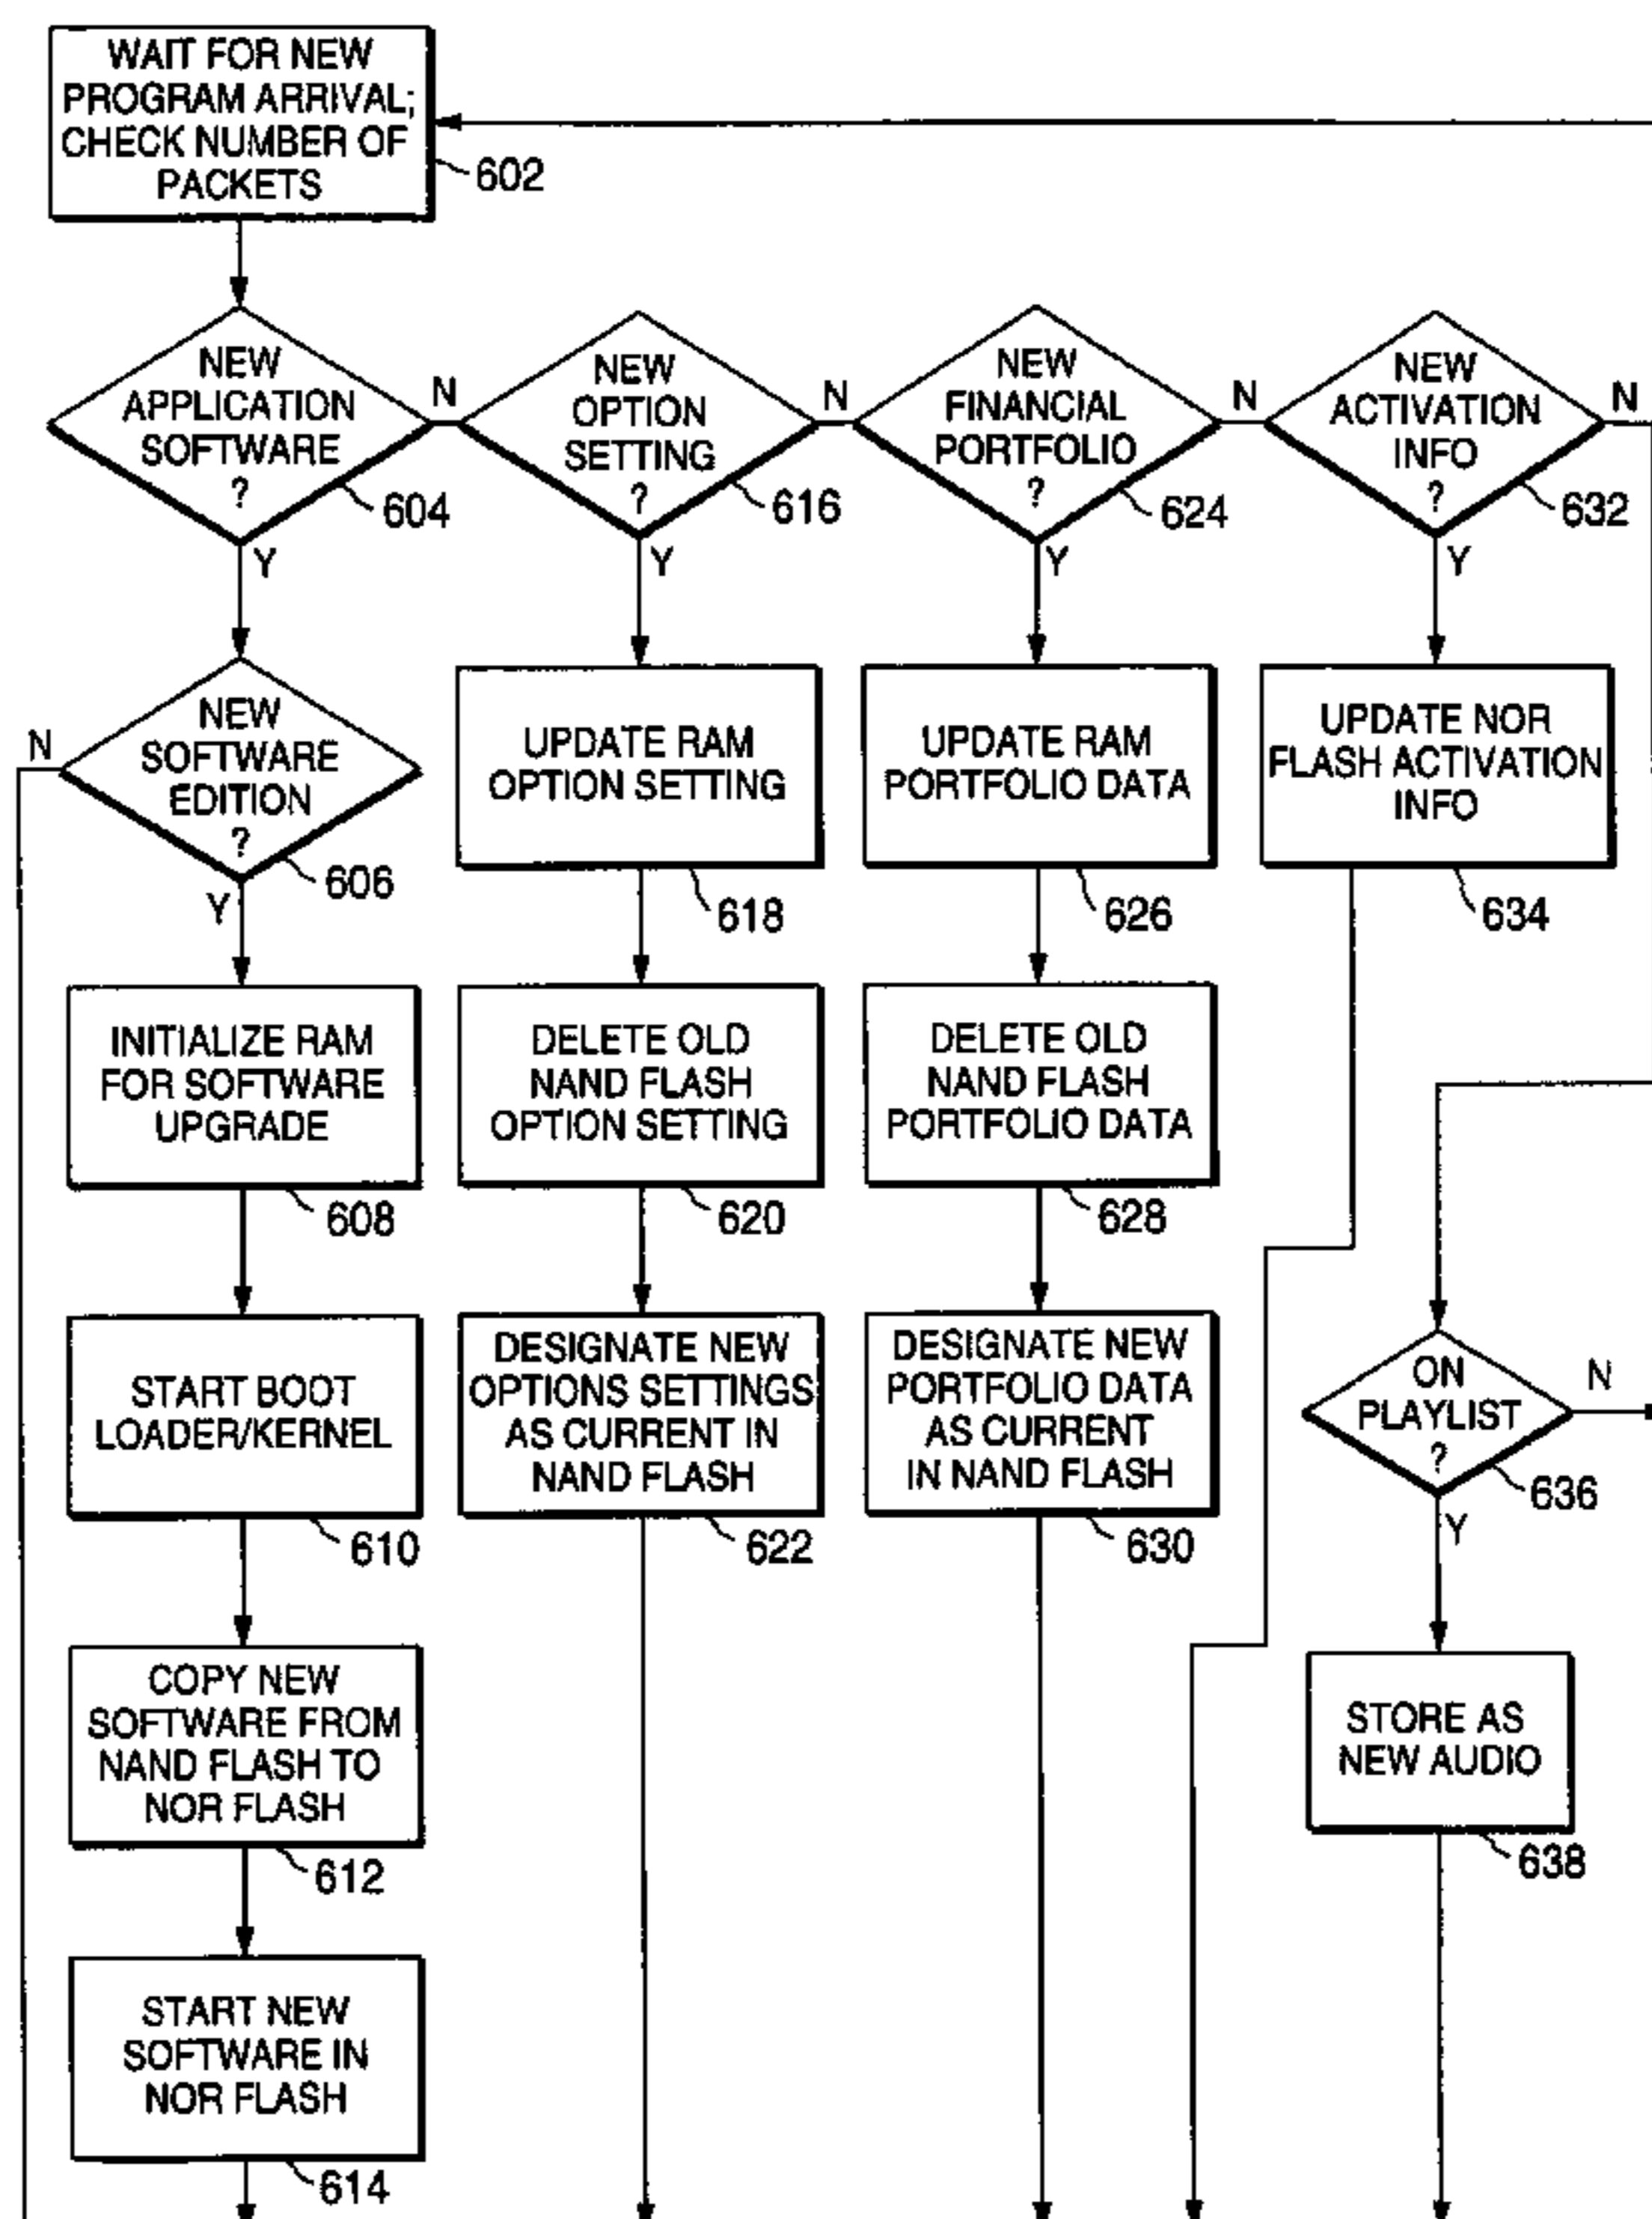 WAIT FOR NEW
PROGRAM ARRIVAL;
CHECK NUMBER OF
PACKETS
602
NEW
APPLICATION
SOFTWARE
?
604
N
Y
NEW
OPTION
SETTING
?
616
N
Y
NEW
FINANCIAL
PORTFOLIO
?
624
N
Y
NEW
ACTIVATION
INFO
?
632
N
Y
NEW
SOFTWARE
EDITION
?
606
N
Y
UPDATE RAM
OPTION SETTING
618
UPDATE RAM
PORTFOLIO DATA
626
UPDATE NOR
FLASH ACTIVATION
INFO
634
INITIALIZE RAM
FOR SOFTWARE
UPGRADE
608
DELETE OLD
NAND FLASH
OPTION SETTING
620
DELETE OLD
NAND FLASH
PORTFOLIO DATA
628
START BOOT
LOADER/KERNEL
610
DESIGNATE NEW
OPTIONS SETTINGS
AS CURRENT IN
NAND FLASH
622
DESIGNATE NEW
PORTFOLIO DATA
AS CURRENT
IN NAND FLASH
630
ON
PLAYLIST
?
636
N
Y
COPY NEW
SOFTWARE FROM
NAND FLASH TO
NOR FLASH
612
STORE AS
NEW AUDIO
638
START NEW
SOFTWARE IN
NOR FLASH
614